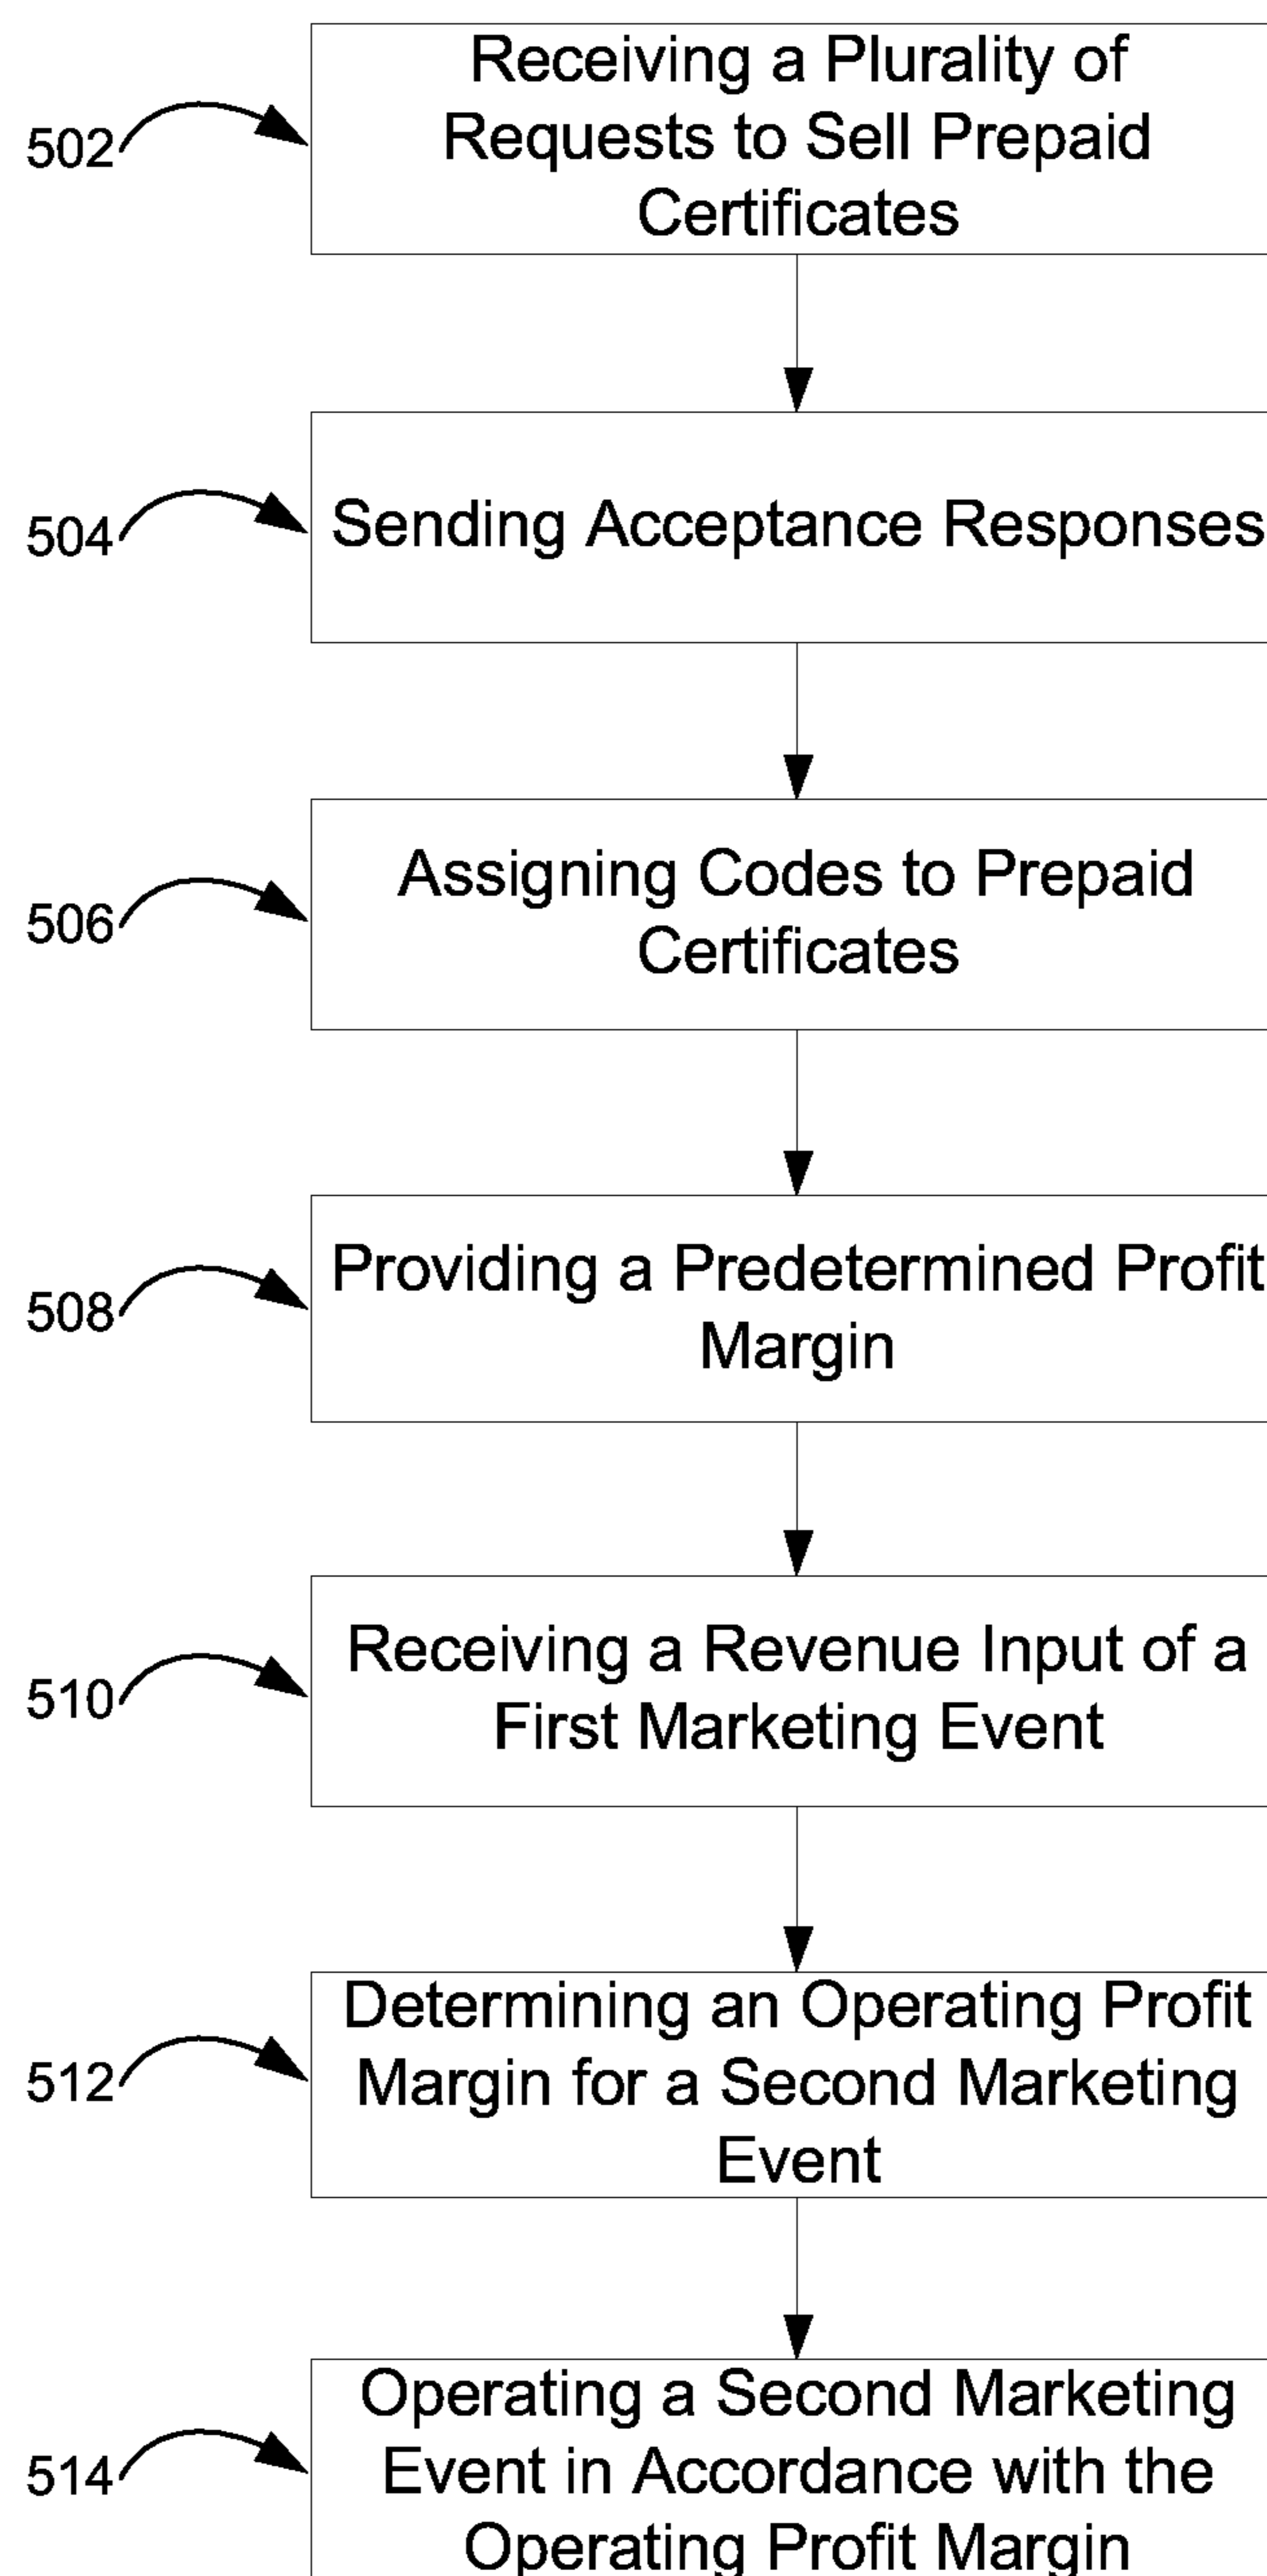 502
Receiving a Plurality of
Requests to Sell Prepaid
Certificates
504
Sending Acceptance Responses
506
Assigning Codes to Prepaid
Certificates
508
Providing a Predetermined Profit
Margin
510
Receiving a Revenue Input of a
First Marketing Event
512
Determining an Operating Profit
Margin for a Second Marketing
Event
514
Operating a Second Marketing
Event in Accordance with the
Operating Profit Margin